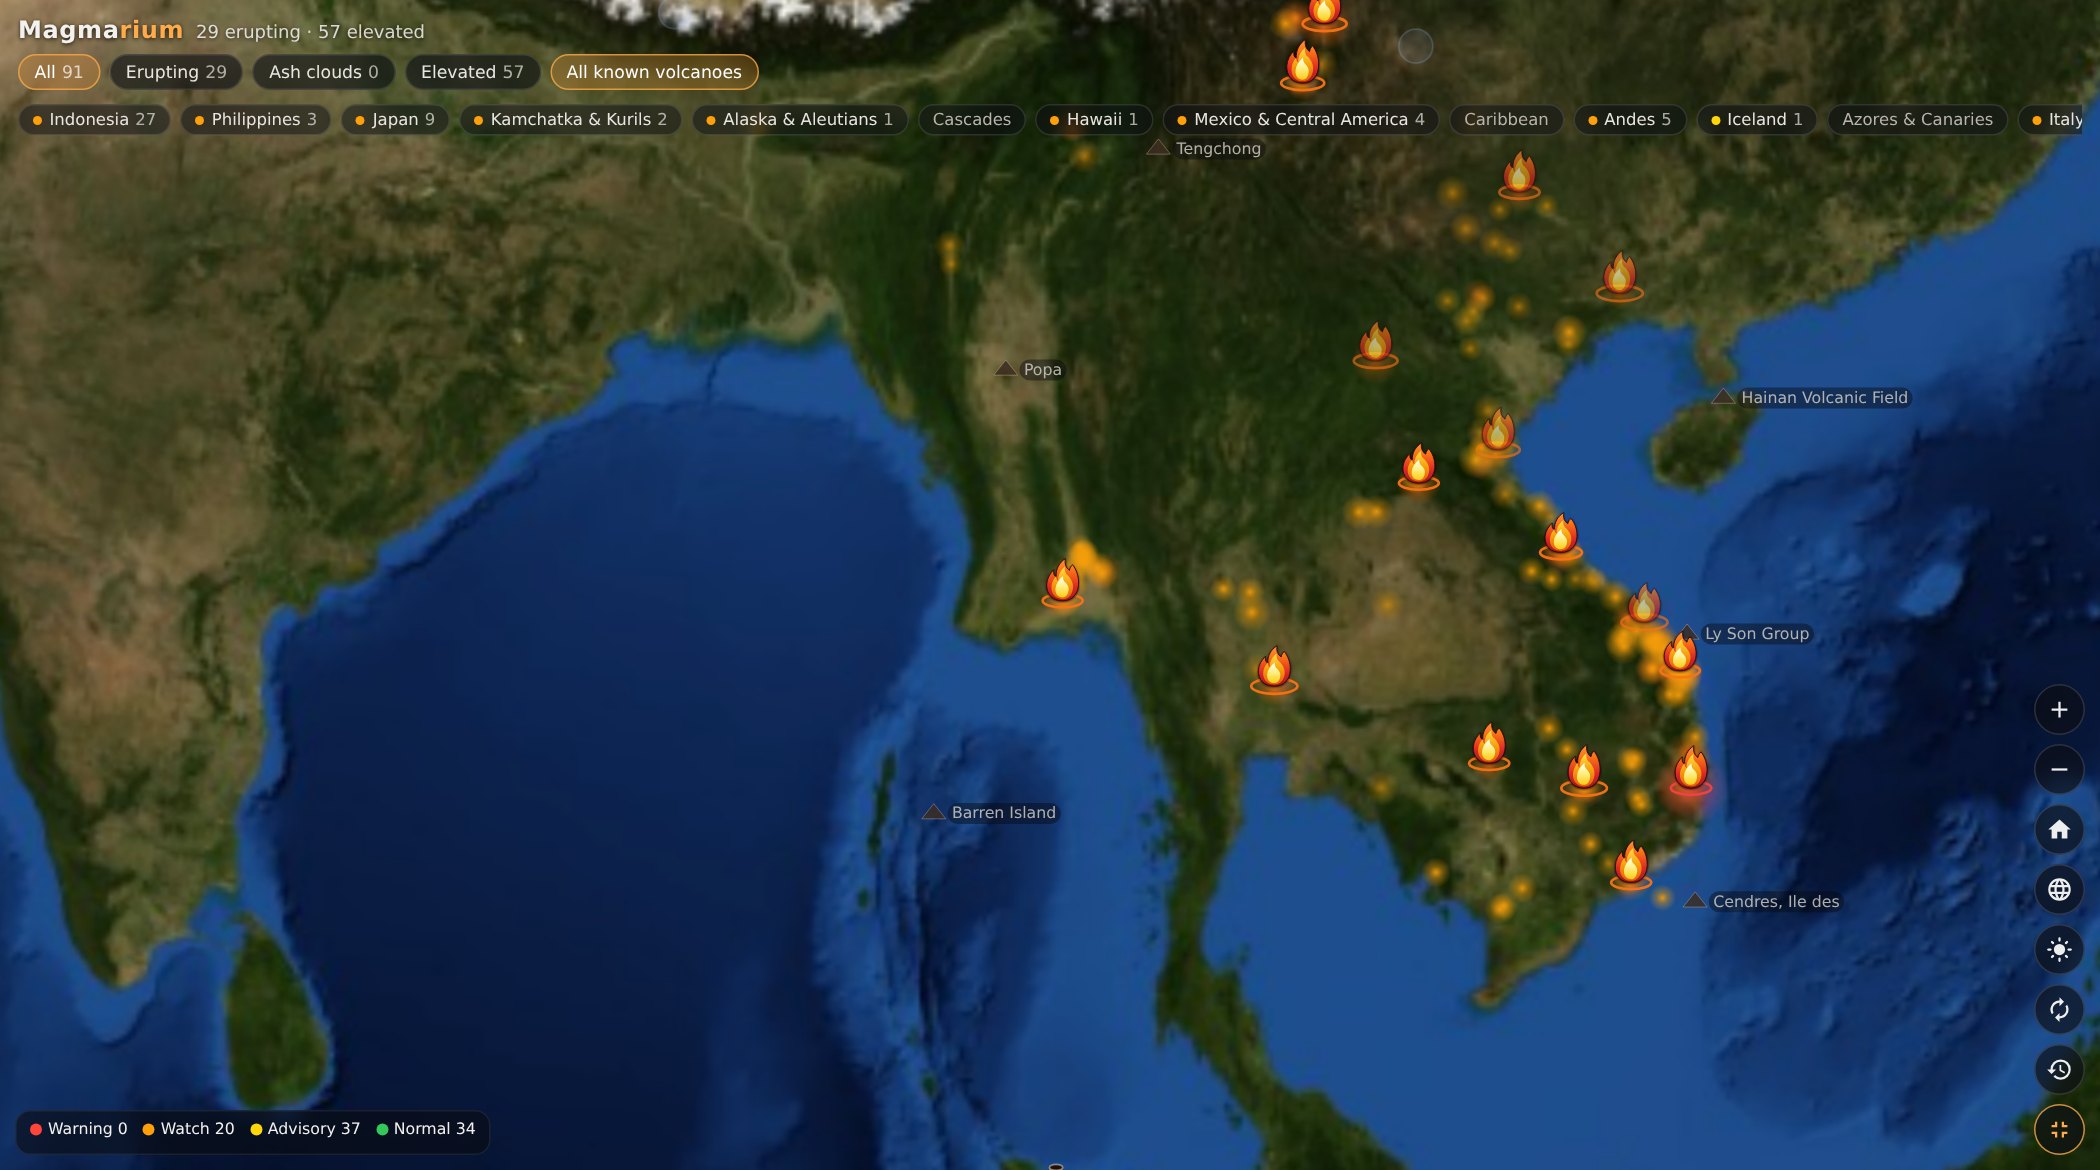 Magmarium 29 erupting · 57 elevated
All 91 Erupting 29 Ash clouds 0 Elevated 57 All known volcanoes
Indonesia 27 Philippines 3 Japan 9 Kamchatka & Kurils 2 Alaska & Aleutians 1 Cascades Hawaii 1 Mexico & Central America 4 Caribbean Andes 5 Iceland 1 Azores & Canaries Italy
Tengchong
Popa
Hainan Volcanic Field
Ly Son Group
Barren Island
Cendres, Ile des
Warning 0 Watch 20 Advisory 37 Normal 34